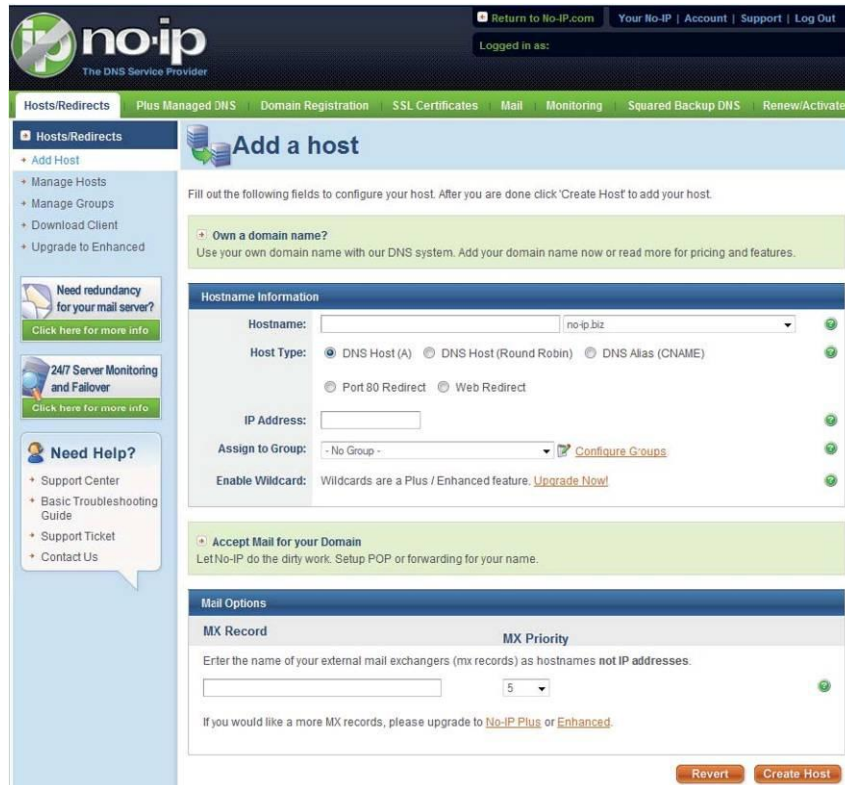 Return to No-IP.com
Your No-IP | Account | Support | Log Out
Logged in as:
ip no-ip
The DNS Service Provider
Hosts/Redirects | Plus Managed DNS | Domain Registration | SSL Certificates | Mail | Monitoring | Squared Backup DNS | Renew/Activate
Hosts/Redirects
Add Host
Manage Hosts
Manage Groups
Download Client
Upgrade to Enhanced
Need redundancy
for your mail server?
Click here for more info
24/7 Server Monitoring
and Failover
Click here for more info
Need Help?
Support Center
Basic Troubleshooting
Guide
Support Ticket
Contact Us
Add a host
Fill out the following fields to configure your host. After you are done click 'Create Host' to add your host.
Own a domain name?
Use your own domain name with our DNS system. Add your domain name now or read more for pricing and features.
Hostname Information
Hostname: no-ip.biz
Host Type: DNS Host (A) DNS Host (Round Robin) DNS Alias (CNAME)
Port 80 Redirect Web Redirect
IP Address:
Assign to Group: - No Group - Configure Groups
Enable Wildcard: Wildcards are a Plus / Enhanced feature. Upgrade Now!
Accept Mail for your Domain
Let No-IP do the dirty work. Setup POP or forwarding for your name.
Mail Options
MX Record MX Priority
Enter the name of your external mail exchangers (mx records) as hostnames not IP addresses.
5
If you would like a more MX records, please upgrade to No-IP Plus or Enhanced.
Revert Create Host